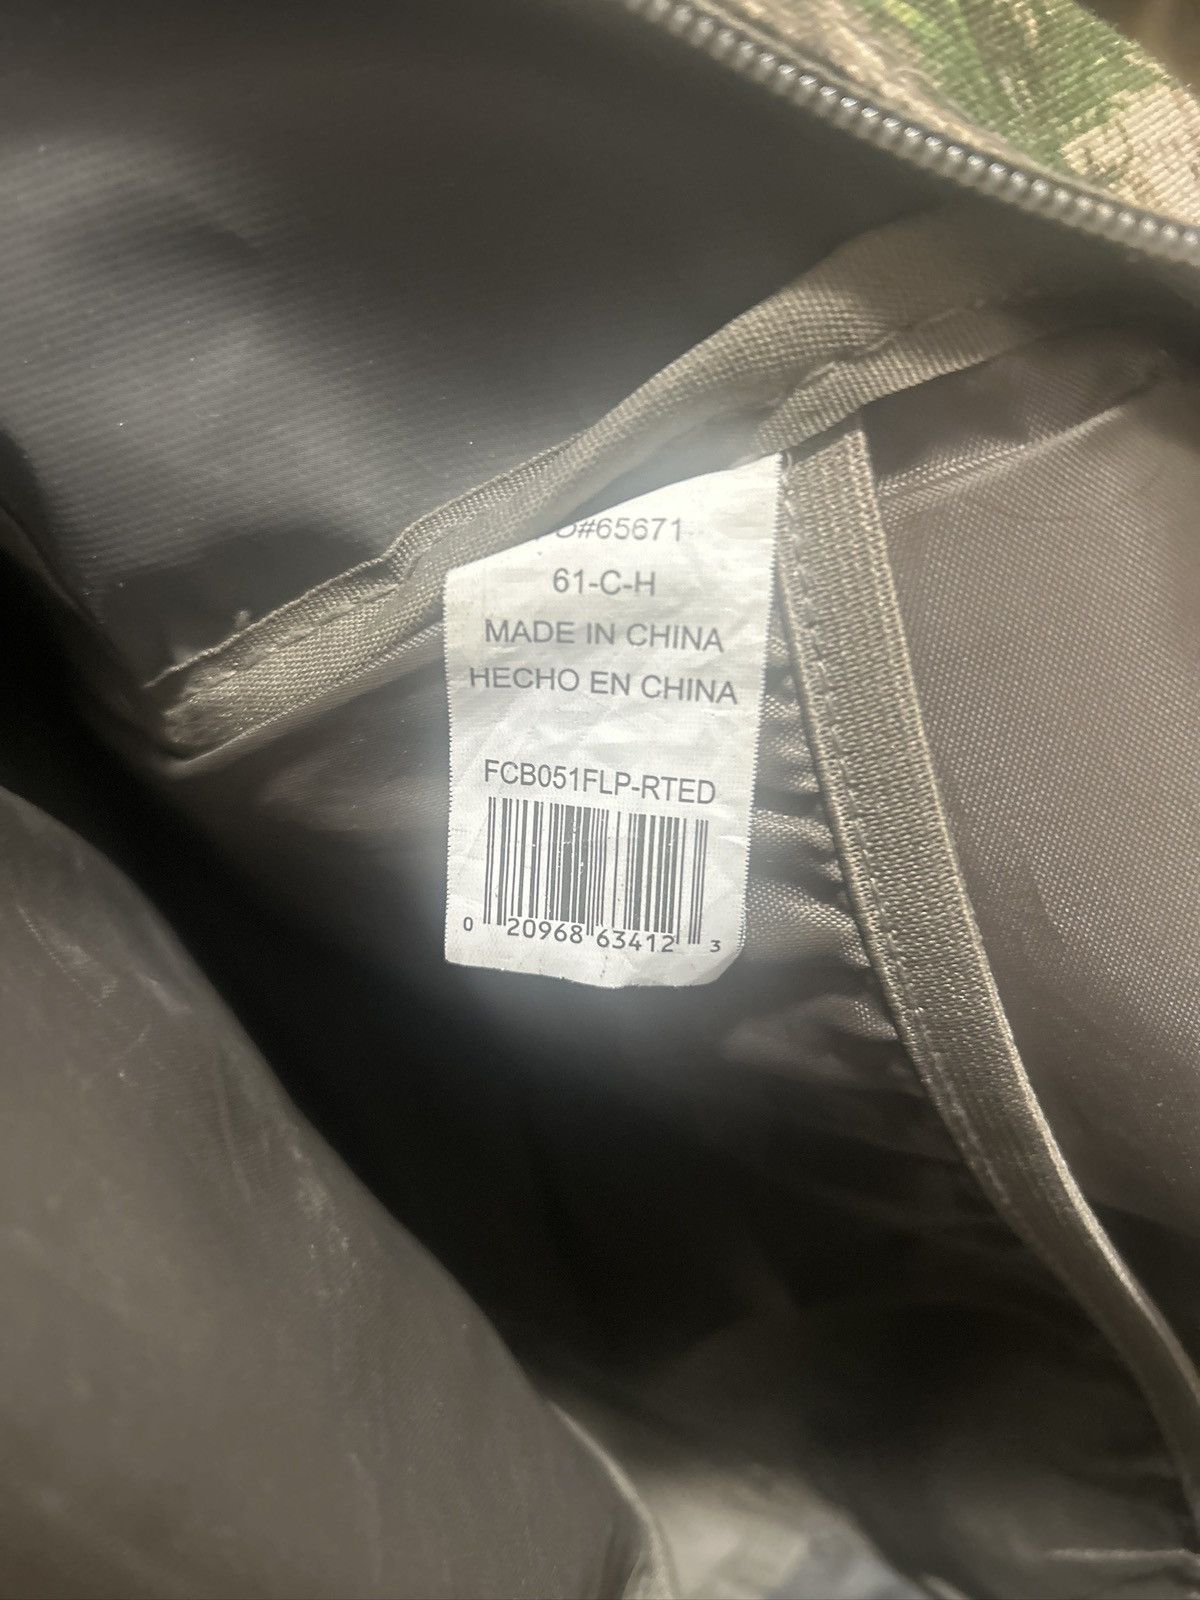 #65671
61-C-H
MADE IN CHINA
HECHO EN CHINA
FCB051FLP-RTED
0 20968 63412 3